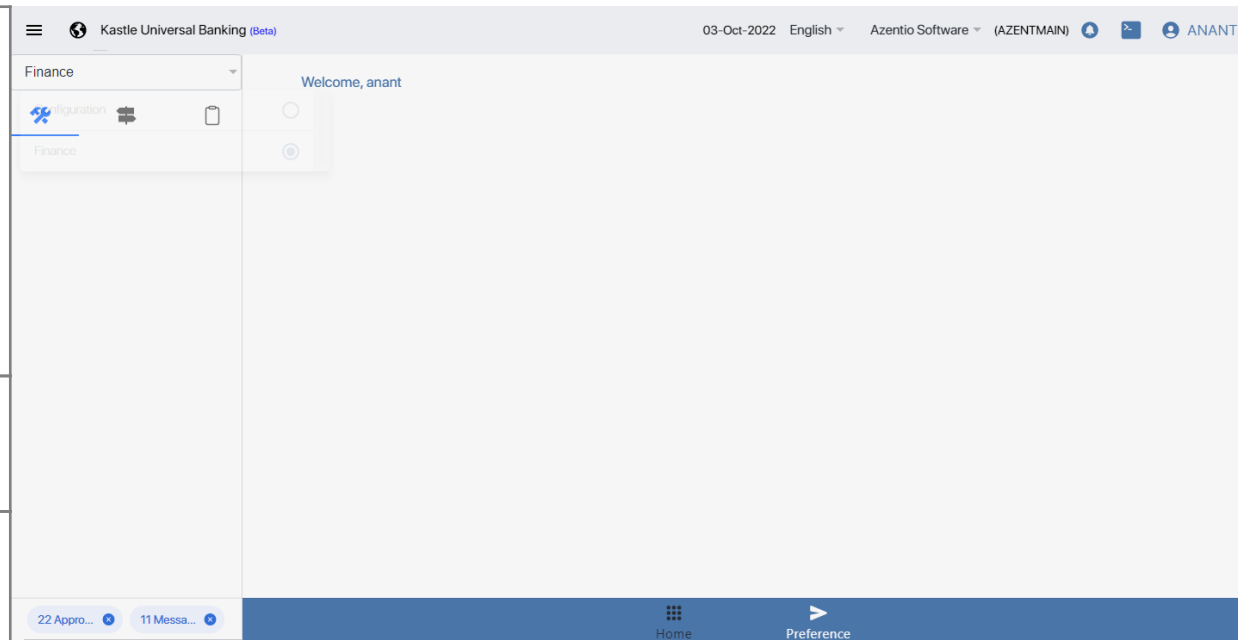 Kastle Universal Banking (Beta) 03-Oct-2022 English Azentio Software (AZENTMAIN) ANANT
Finance
Welcome, anant
Configuration
Finance
22 Appro... 11 Messa...
Home Preference